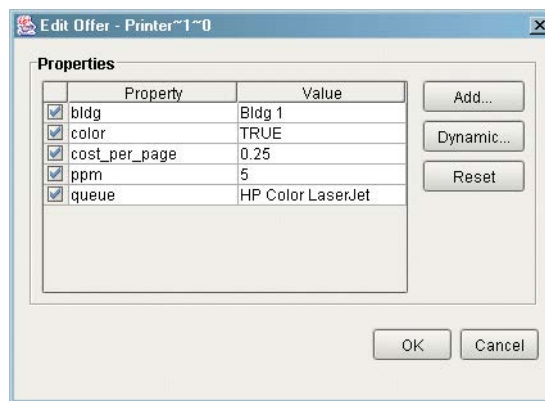 Edit Offer - Printer~1~0
Properties
Property Value
bldg Bldg 1
color TRUE
cost_per_page 0.25
ppm 5
queue HP Color LaserJet
Add...
Dynamic...
Reset
OK Cancel